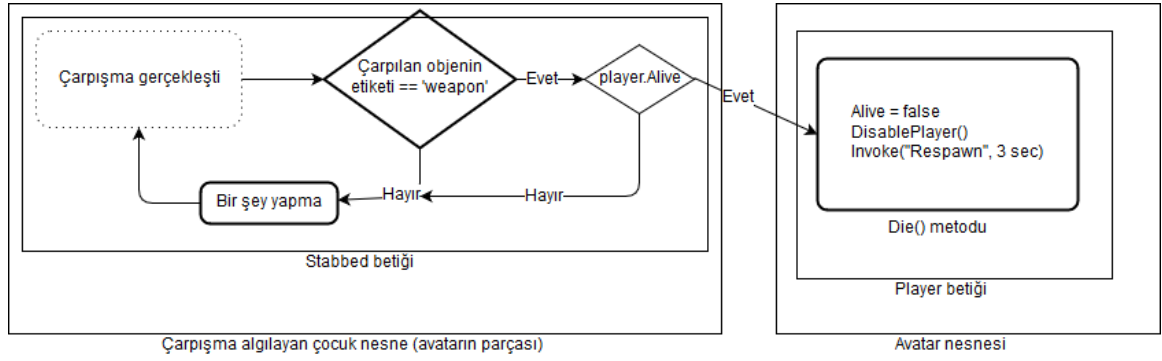 Çarpışma gerçekleşti
Çarpılan objenin
etiketi == 'weapon'
Evet
player.Alive
Evet
Alive = false
DisablePlayer()
Invoke("Respawn", 3 sec)
Hayır
Hayır
Bir şey yapma
Die() metodu
Stabbed betiği
Player betiği
Çarpışma algılayan çocuk nesne (avatarın parçası)
Avatar nesnesi